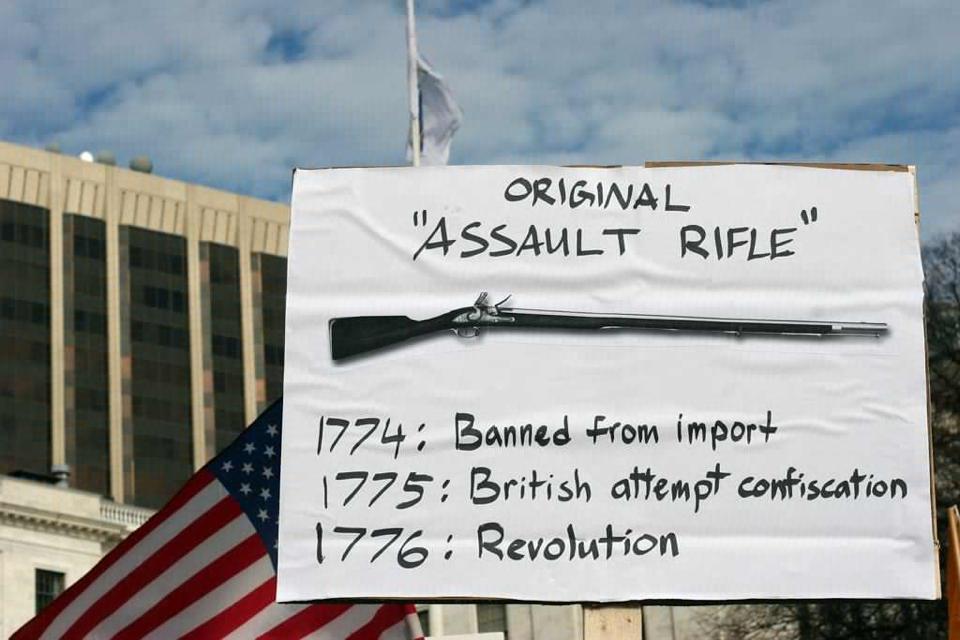 ORIGINAL
"ASSAULT RIFLE"
1774: Banned from import
1775: British attempt confiscation
1776: Revolution